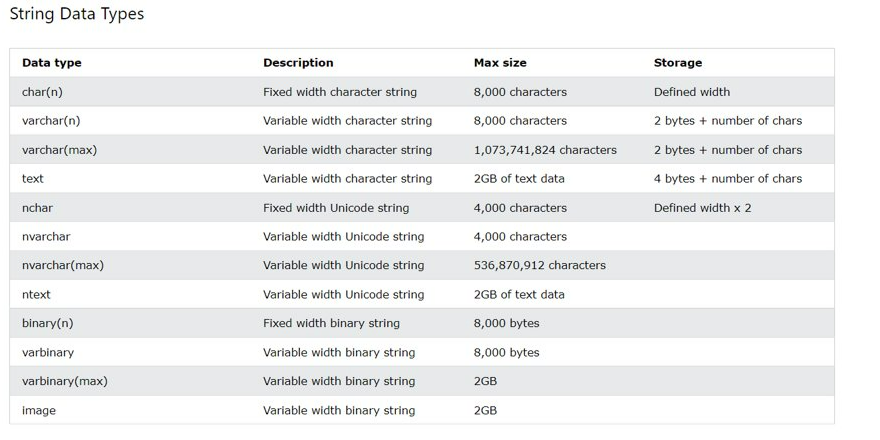 String Data Types
Data type Description Max size Storage
char(n) Fixed width character string 8,000 characters Defined width
varchar(n) Variable width character string 8,000 characters 2 bytes + number of chars
varchar(max) Variable width character string 1,073,741,824 characters 2 bytes + number of chars
text Variable width character string 2GB of text data 4 bytes + number of chars
nchar Fixed width Unicode string 4,000 characters Defined width x 2
nvarchar Variable width Unicode string 4,000 characters
nvarchar(max) Variable width Unicode string 536,870,912 characters
ntext Variable width Unicode string 2GB of text data
binary(n) Fixed width binary string 8,000 bytes
varbinary Variable width binary string 8,000 bytes
varbinary(max) Variable width binary string 2GB
image Variable width binary string 2GB